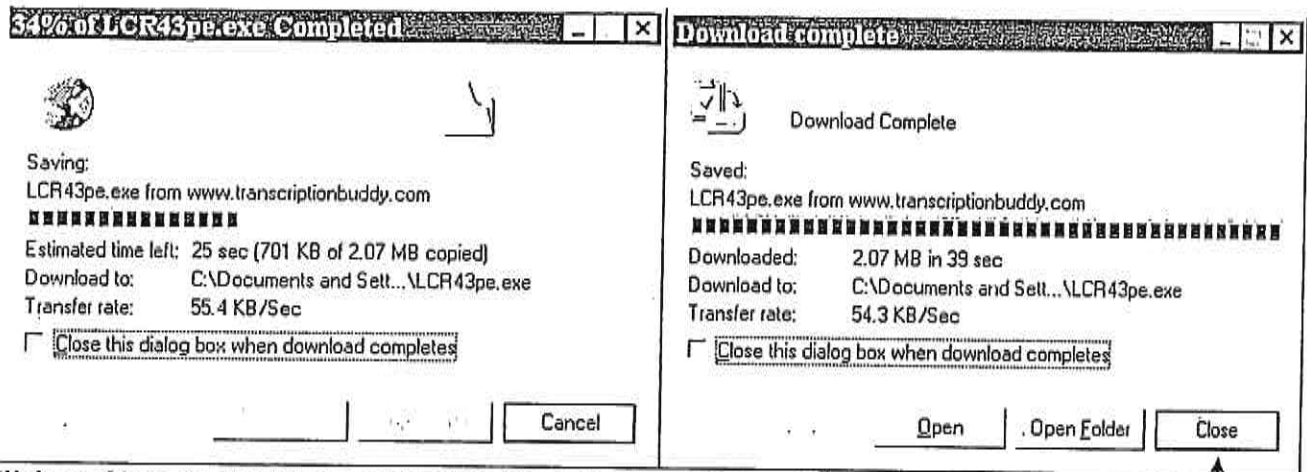 34% of LCR43pe.exe Completed
Saving:
LCR43pe.exe from www.transcriptionbuddy.com
Estimated time left: 25 sec (701 KB of 2.07 MB copied)
Download to: C:\Documents and Sett...\LCR43pe.exe
Transfer rate: 55.4 KB/Sec
Close this dialog box when download completes
Cancel
Download complete
Download Complete
Saved:
LCR43pe.exe from www.transcriptionbuddy.com
Downloaded: 2.07 MB in 39 sec
Download to: C:\Documents and Sett...\LCR43pe.exe
Transfer rate: 54.3 KB/Sec
Close this dialog box when download completes
Open
Open Folder
Close